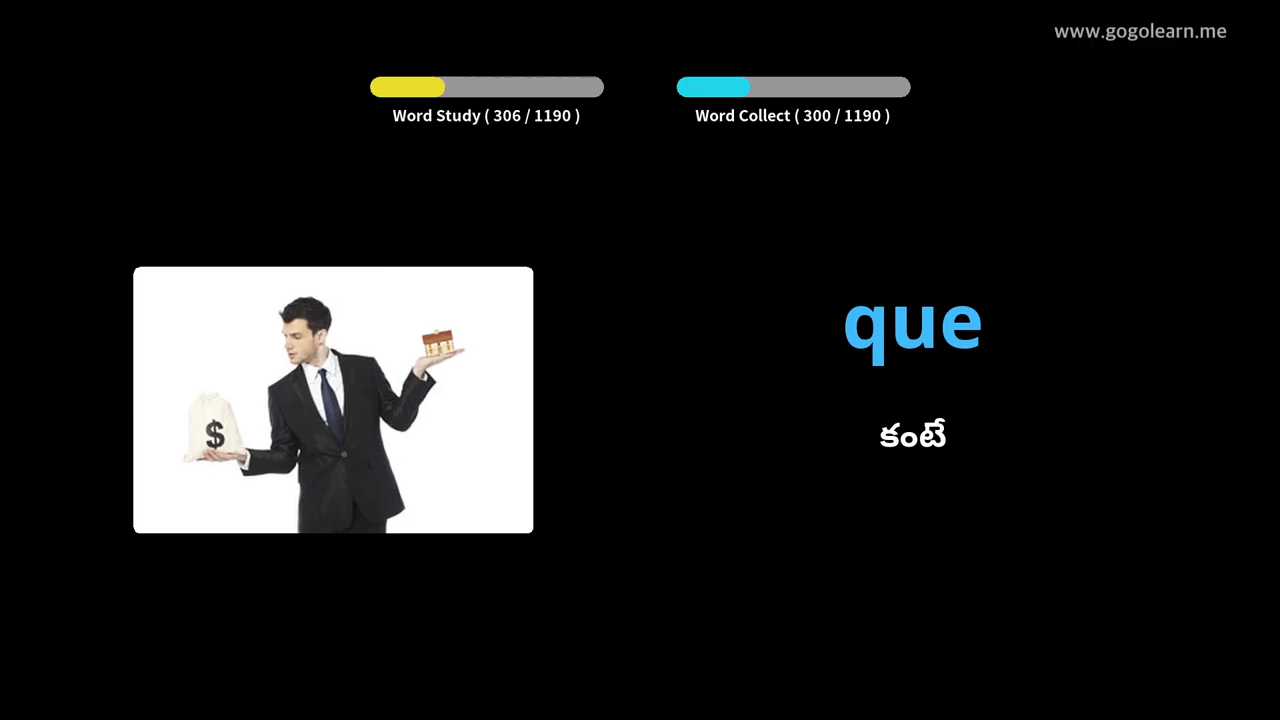 www.gogolearn.me
Word Study ( 306 / 1190 )
Word Collect ( 300 / 1190 )
$
que
కంటే